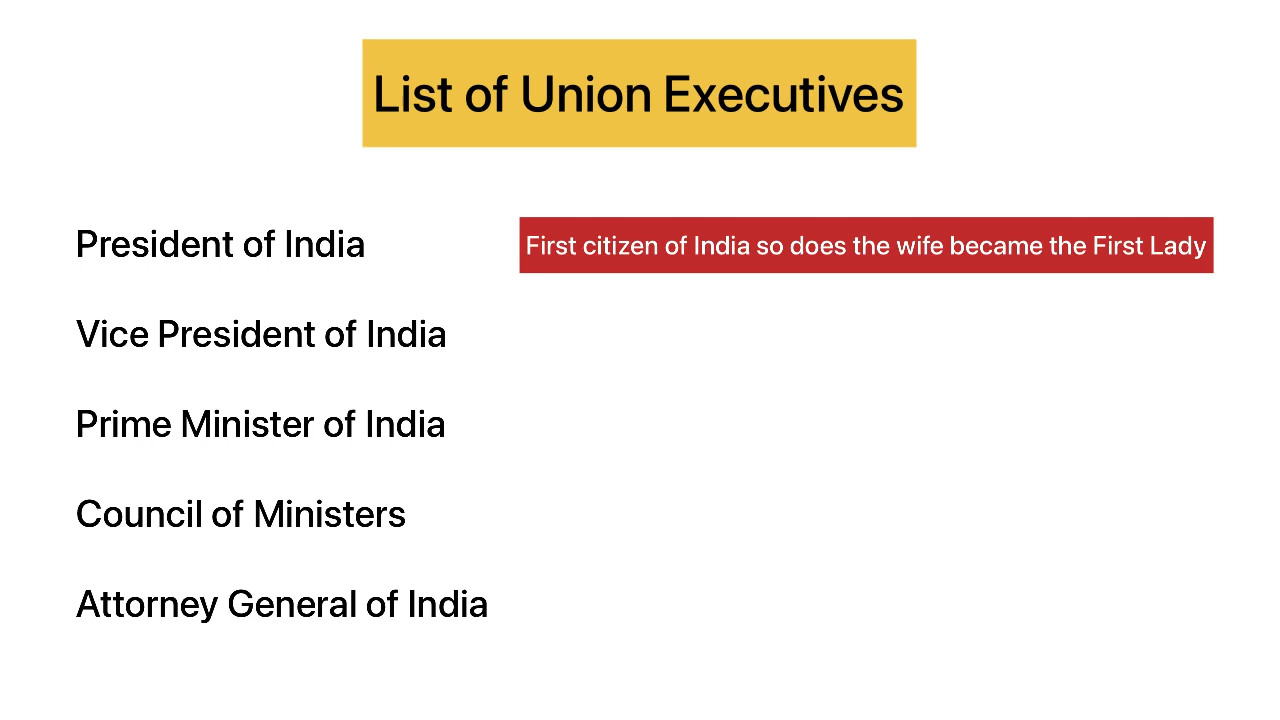 List of Union Executives
President of India
First citizen of India so does the wife became the First Lady
Vice President of India
Prime Minister of India
Council of Ministers
Attorney General of India